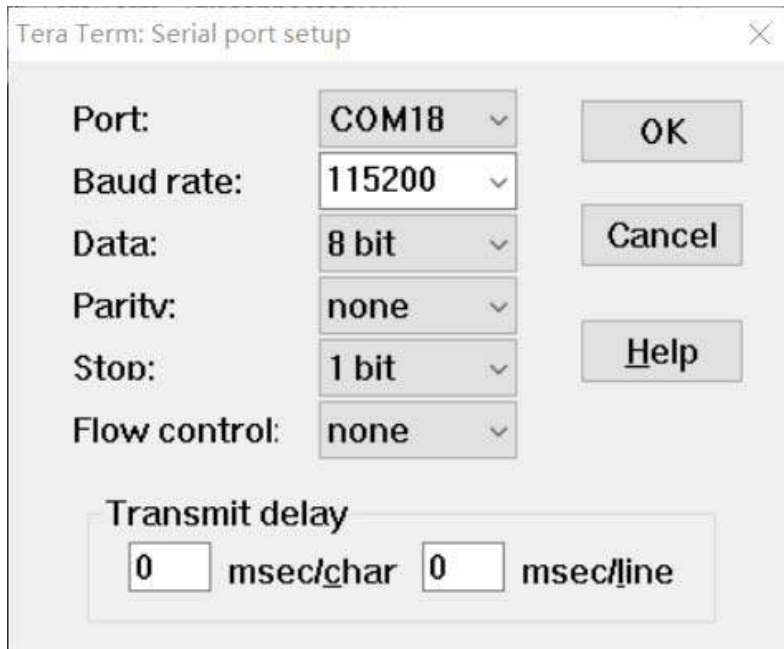 Tera Term: Serial port setup
Port: COM18 OK
Baud rate: 115200
Data: 8 bit Cancel
Parity: none
Stop: 1 bit Help
Flow control: none
Transmit delay
0 msec/char 0 msec/line